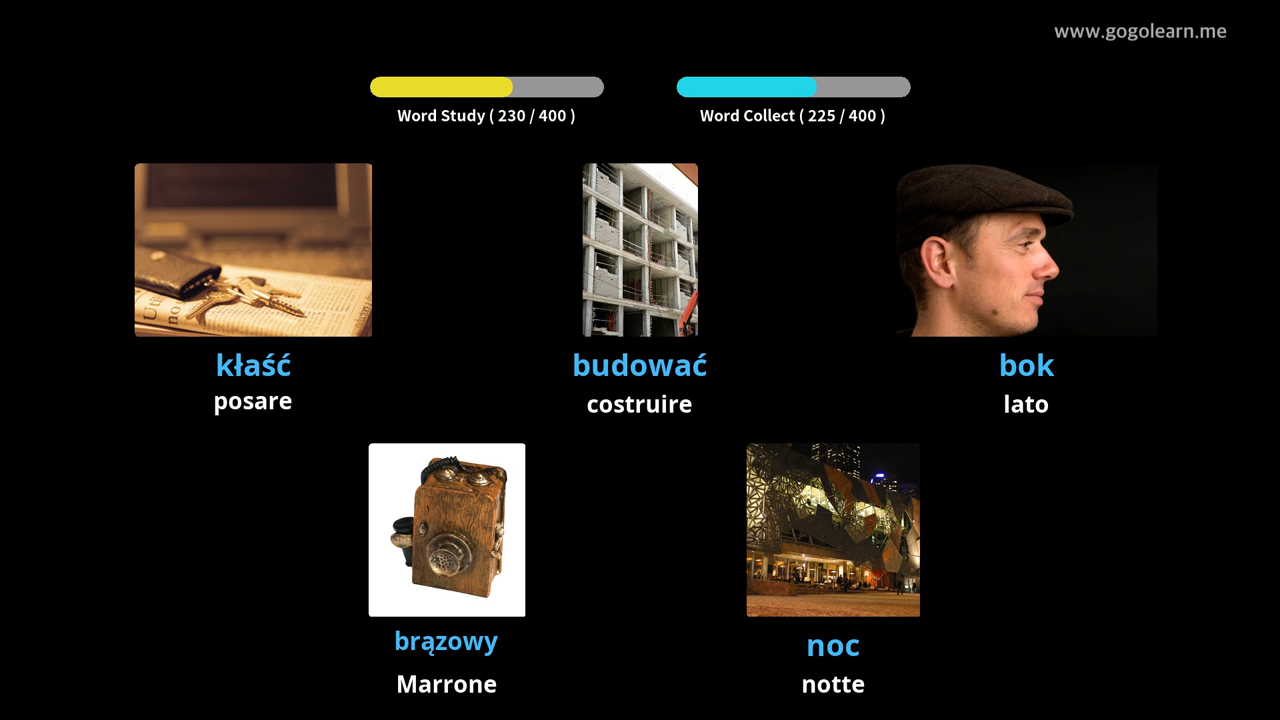 www.gogolearn.me
Word Study ( 230 / 400 )
Word Collect ( 225 / 400 )
kłaść
posare
budować
costruire
bok
lato
brązowy
Marrone
noc
notte